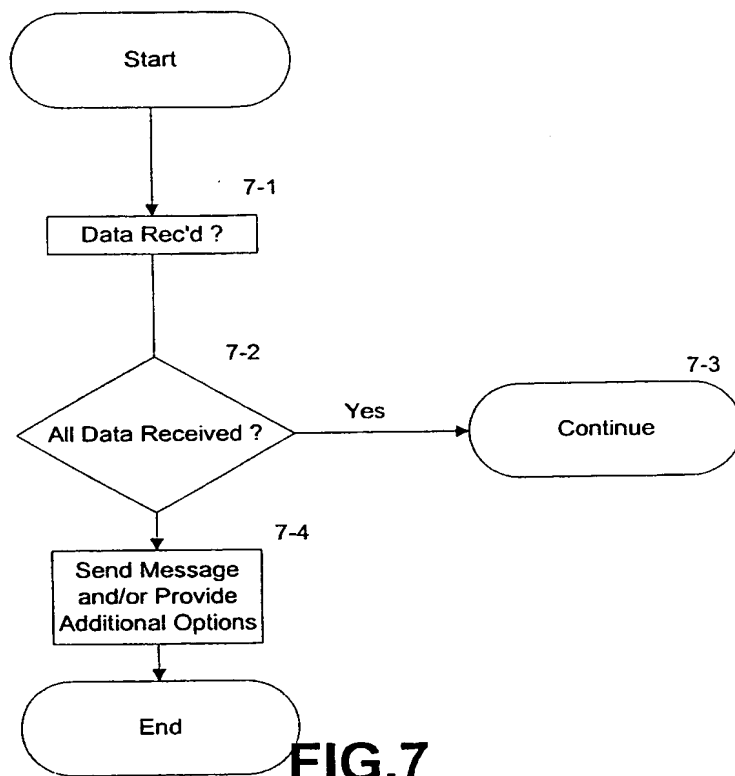 Start
7-1
Data Rec'd ?
7-2
All Data Received ?
Yes
7-3
Continue
7-4
Send Message
and/or Provide
Additional Options
End
FIG.7